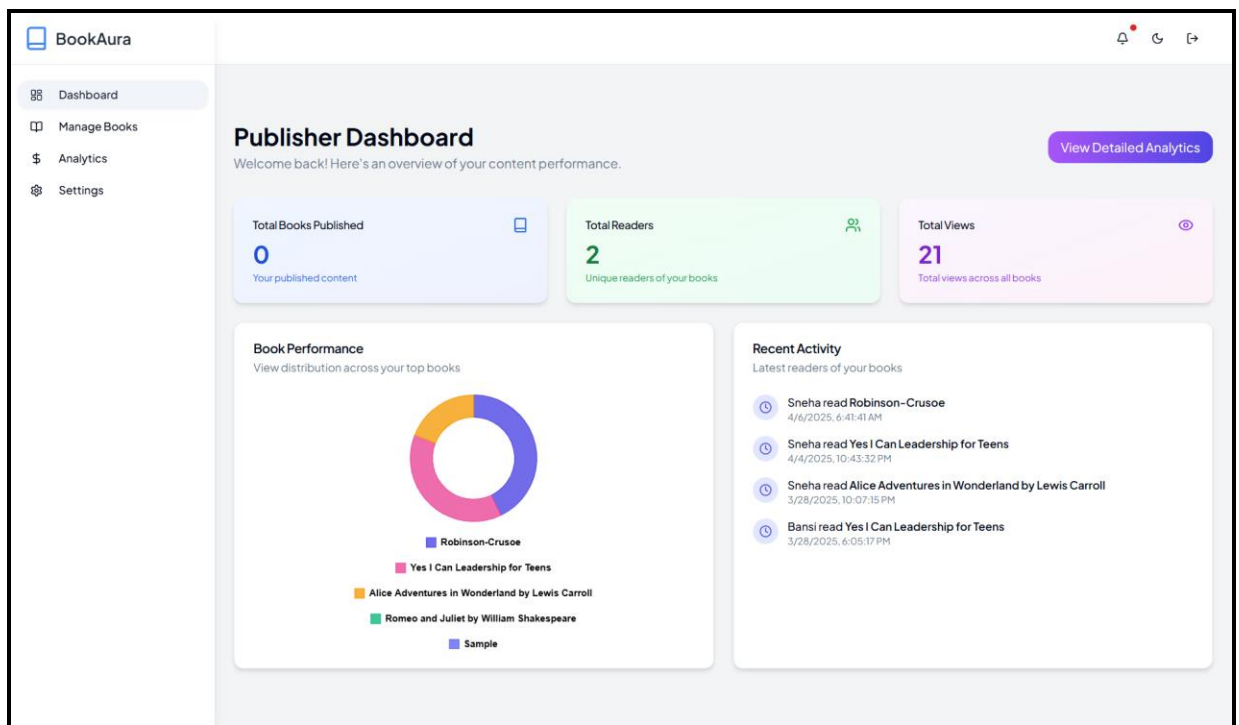 BookAura
Dashboard
Manage Books
Analytics
Settings
Publisher Dashboard
Welcome back! Here's an overview of your content performance.
View Detailed Analytics
Total Books Published
0
Your published content
Total Readers
2
Unique readers of your books
Total Views
21
Total views across all books
Book Performance
View distribution across your top books
Robinson-Crusoe
Yes I Can Leadership for Teens
Alice Adventures in Wonderland by Lewis Carroll
Romeo and Juliet by William Shakespeare
Sample
Recent Activity
Latest readers of your books
Sneha read Robinson-Crusoe
4/6/2025, 6:41:41 AM
Sneha read Yes I Can Leadership for Teens
4/4/2025, 10:43:32 PM
Sneha read Alice Adventures in Wonderland by Lewis Carroll
3/28/2025, 10:07:15 PM
Bansi read Yes I Can Leadership for Teens
3/28/2025, 6:05:17 PM